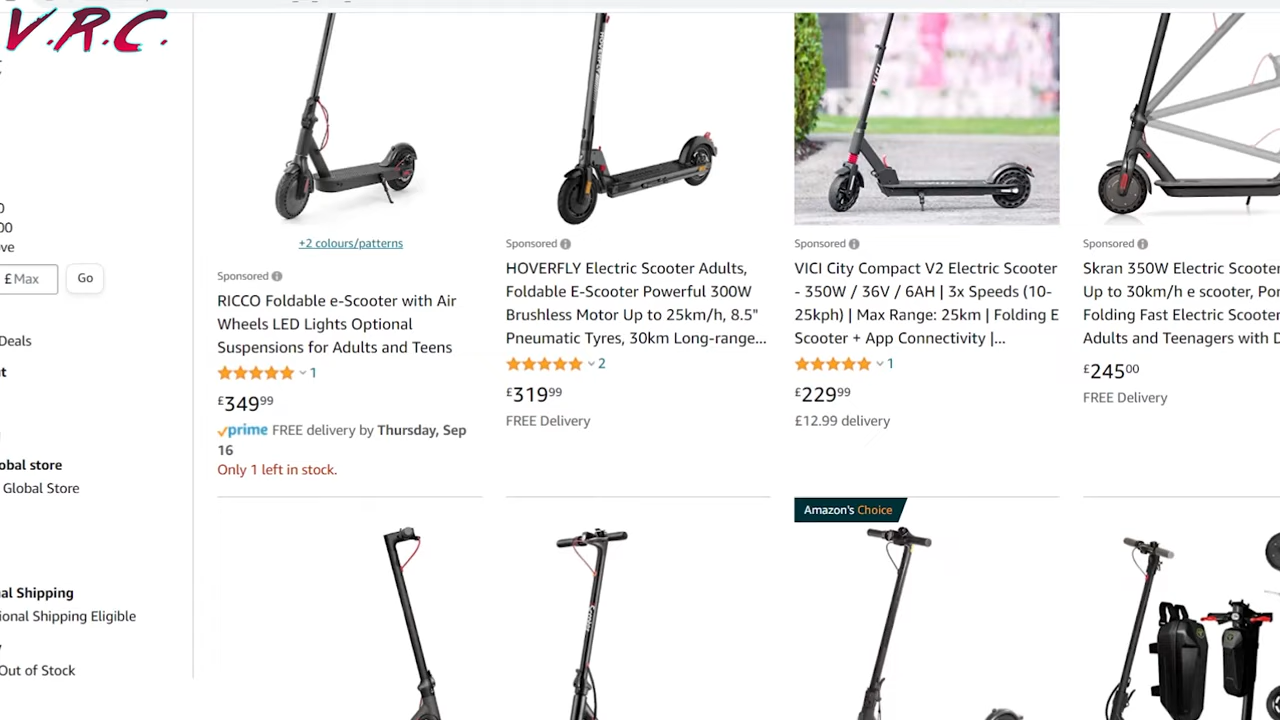 V.R.C.
0
00
ve
£ Max
Go
Deals
t
obal store
Global Store
al Shipping
ional Shipping Eligible
Out of Stock
+2 colours/patterns
Sponsored
RICCO Foldable e-Scooter with Air
Wheels LED Lights Optional
Suspensions for Adults and Teens
1
£349.99
prime FREE delivery by Thursday, Sep
16
Only 1 left in stock.
Sponsored
HOVERFLY Electric Scooter Adults,
Foldable E-Scooter Powerful 300W
Brushless Motor Up to 25km/h, 8.5"
Pneumatic Tyres, 30km Long-range...
2
£319.99
FREE Delivery
VICI
Sponsored
VICI City Compact V2 Electric Scooter
- 350W / 36V / 6AH | 3x Speeds (10-
25kph) | Max Range: 25km | Folding E
Scooter + App Connectivity |...
1
£229.99
£12.99 delivery
Sponsored
Skran 350W Electric Scooter
Up to 30km/h e scooter, Por
Folding Fast Electric Scooter
Adults and Teenagers with D
£245.00
FREE Delivery
Amazon's Choice